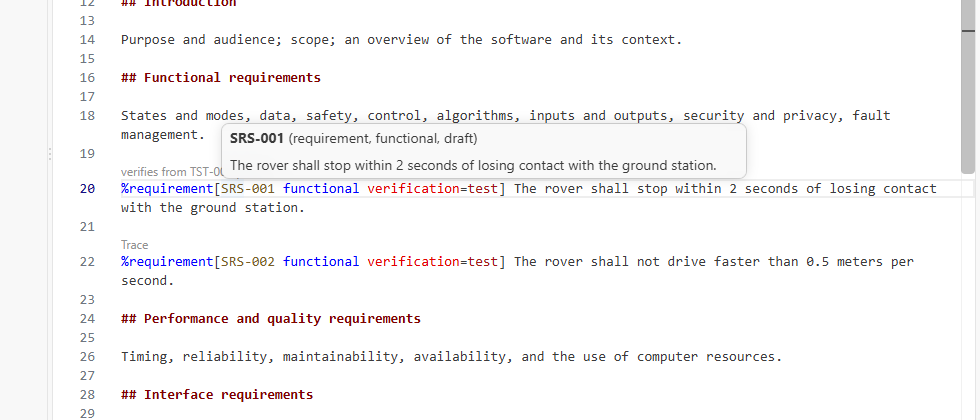 12 ## Introduction
13
14 Purpose and audience; scope; an overview of the software and its context.
15
16 ## Functional requirements
17
18 States and modes, data, safety, control, algorithms, inputs and outputs, security and privacy, fault
management.
SRS-001 (requirement, functional, draft)
19
The rover shall stop within 2 seconds of losing contact with the ground station.
verifies from
20 %requirement[SRS-001 functional verification=test] The rover shall stop within 2 seconds of losing contact
with the ground station.
21
Trace
22 %requirement[SRS-002 functional verification=test] The rover shall not drive faster than 0.5 meters per
second.
23
24 ## Performance and quality requirements
25
26 Timing, reliability, maintainability, availability, and the use of computer resources.
27
28 ## Interface requirements
29